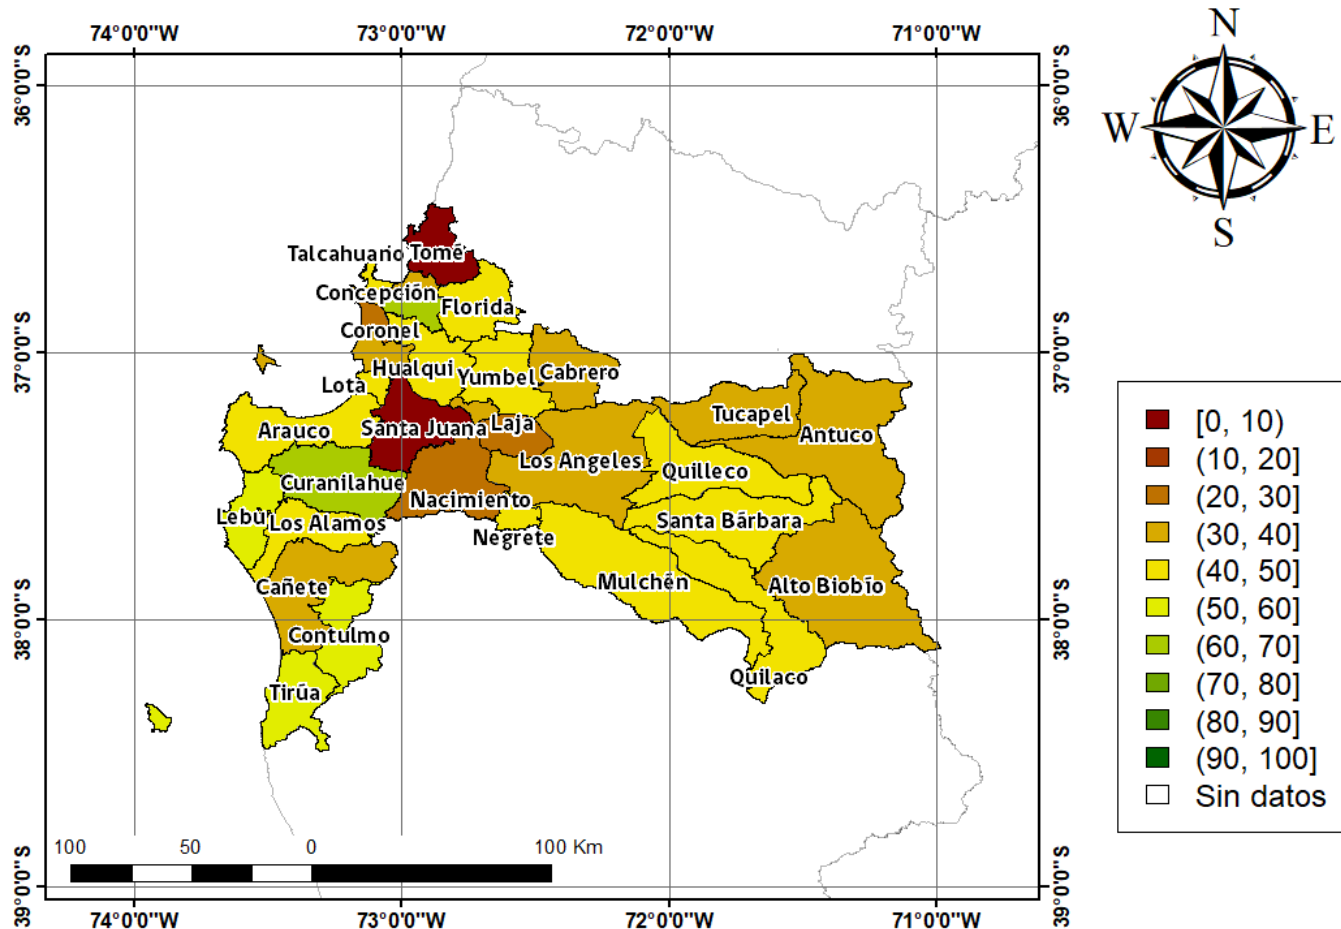 74°0'0"W 73°0'0"W 72°0'0"W 71°0'0"W
N
W E
S
36°0'0"S 36°0'0"S
Talcahuano Tomé
Concepción
Florida
Coronel
37°0'0"S 37°0'0"S
Hualqui
Yumbel
Cabrero
Lota
Tucapel
Laja
Santa Juana
Arauco
Antuco
Los Angeles
Quilleco
Curanilahue
Nacimiento
Lebu
Los Alamos
Santa Bárbara
Negrete
Mulchén
Cañete
Alto Biobío
38°0'0"S 38°0'0"S
Contulmo
Quilaco
Tirúa
[0, 10)
(10, 20]
(20, 30]
(30, 40]
(40, 50]
(50, 60]
(60, 70]
(70, 80]
(80, 90]
(90, 100]
Sin datos
100 50 0 100 Km
39°0'0"S 39°0'0"S
74°0'0"W 73°0'0"W 72°0'0"W 71°0'0"W